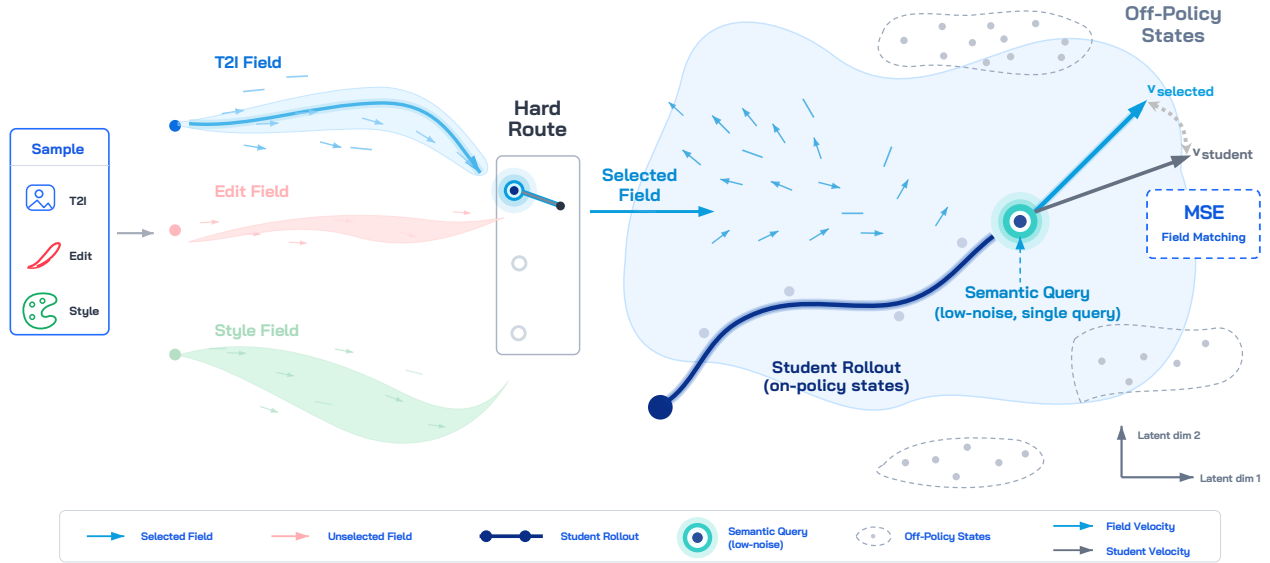 Sample
T2I
Edit
Style
T2I Field
Edit Field
Style Field
Hard
Route
Selected
Field
Off-Policy
States
v selected
v student
MSE
Field Matching
Semantic Query
(low-noise, single query)
Student Rollout
(on-policy states)
Latent dim 2
Latent dim 1
Selected Field
Unselected Field
Student Rollout
Semantic Query
(low-noise)
Off-Policy States
Field Velocity
Student Velocity